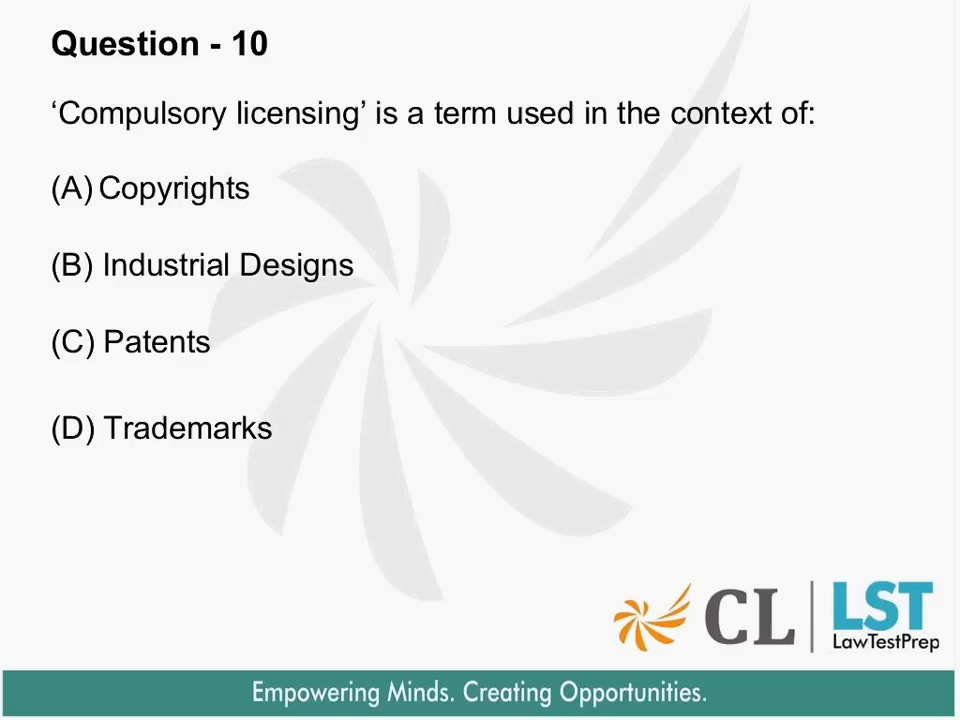 Question - 10
‘Compulsory licensing’ is a term used in the context of:
(A) Copyrights
(B) Industrial Designs
(C) Patents
(D) Trademarks
CL LST
LawTestPrep
Empowering Minds. Creating Opportunities.